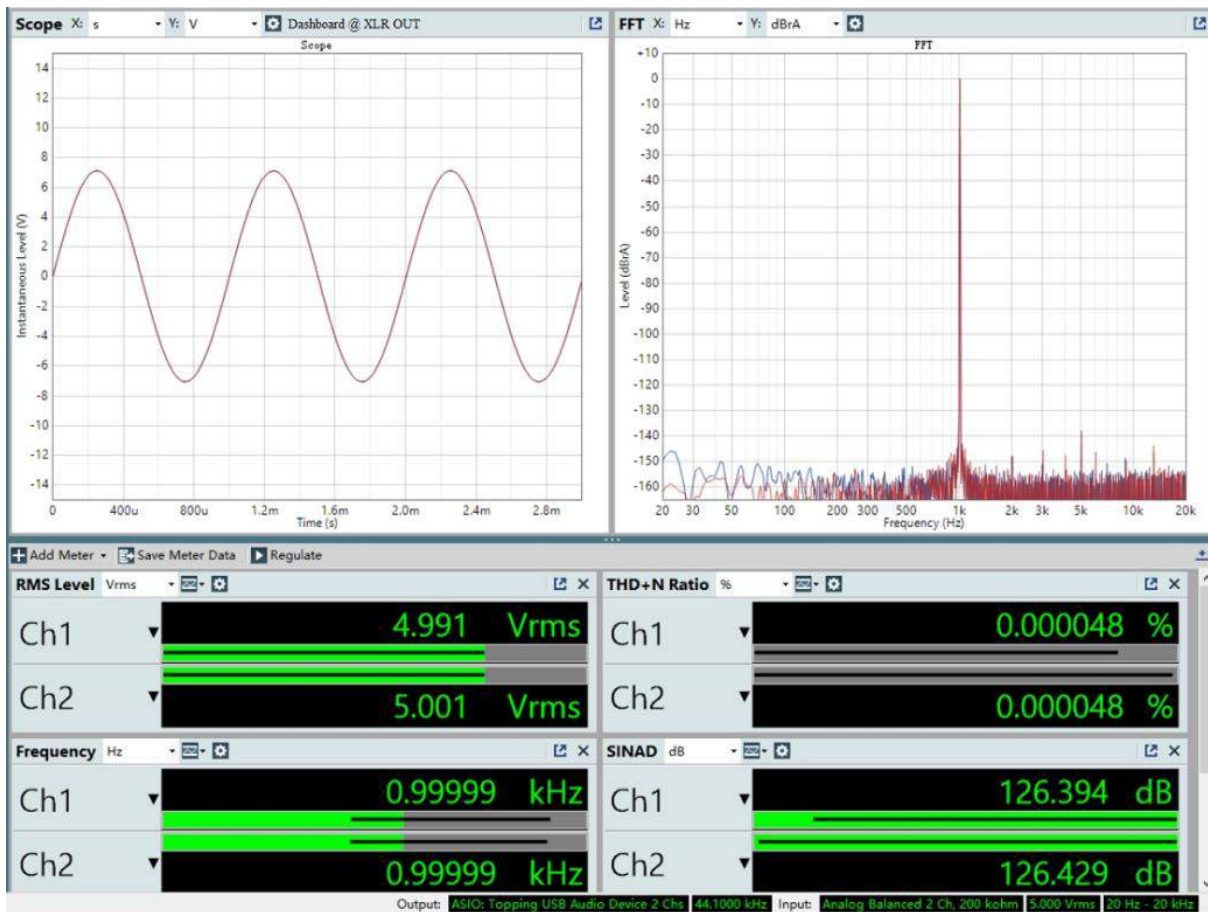 Scope X: s Y: V Dashboard @ XLR OUT
Scope
14
12
10
8
6
4
2
0
-2
-4
-6
-8
-10
-12
-14
Instantaneous Level (V)
0 400u 800u 1.2m 1.6m 2.0m 2.4m 2.8m
Time (s)
FFT X: Hz Y: dBrA
FFT
+10
0
-10
-20
-30
-40
-50
-60
-70
-80
-90
-100
-110
-120
-130
-140
-150
-160
Level (dBrA)
20 30 50 100 200 300 500 1k 2k 3k 5k 10k 20k
Frequency (Hz)
Add Meter Save Meter Data Regulate
RMS Level Vrms
Ch1 4.991 Vrms
Ch2 5.001 Vrms
THD+N Ratio %
Ch1 0.000048 %
Ch2 0.000048 %
Frequency Hz
Ch1 0.99999 kHz
Ch2 0.99999 kHz
SINAD dB
Ch1 126.394 dB
Ch2 126.429 dB
Output: ASIO: Topping USB Audio Device 2 Chs 44.1000 kHz Input: Analog Balanced 2 Ch, 200 kohm 5.000 Vrms 20 Hz - 20 kHz